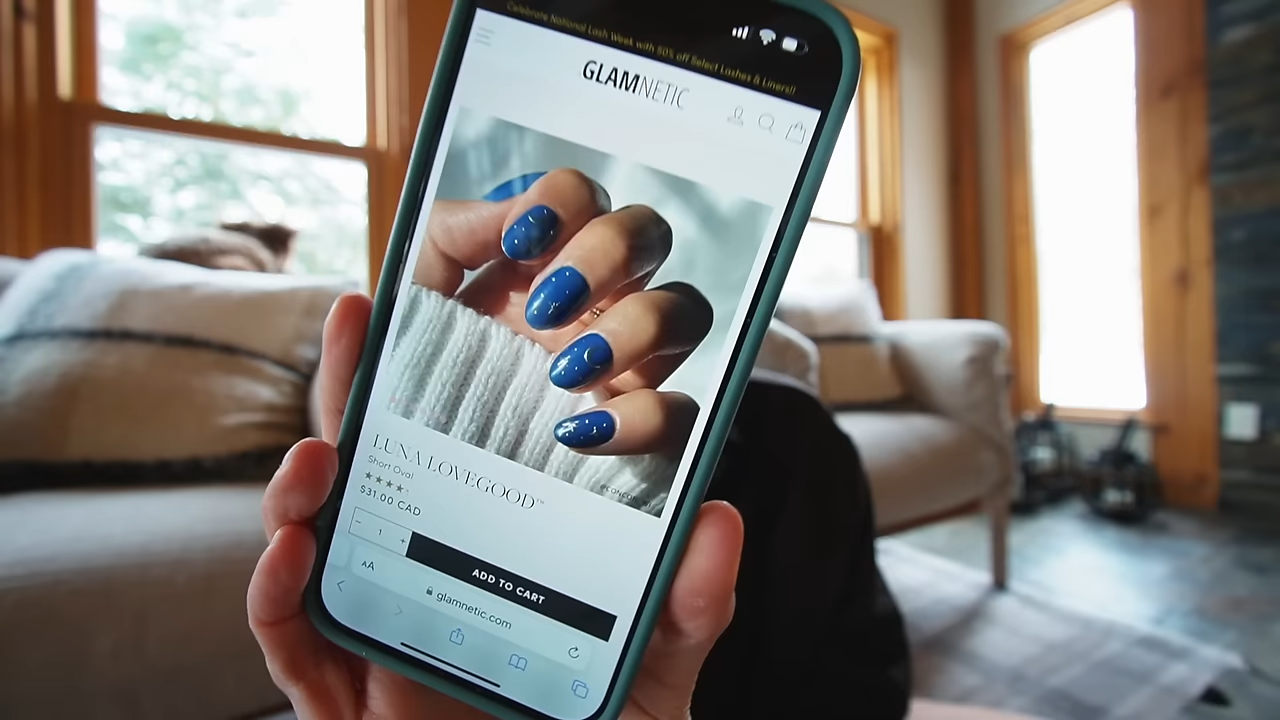 Celebrate National Lash Week with 50% off Select Lashes & Liners!!
GLAMNETIC
LUNA LOVEGOOD™
Short Oval
$31.00 CAD
− 1 +
ADD TO CART
AA
glamnetic.com